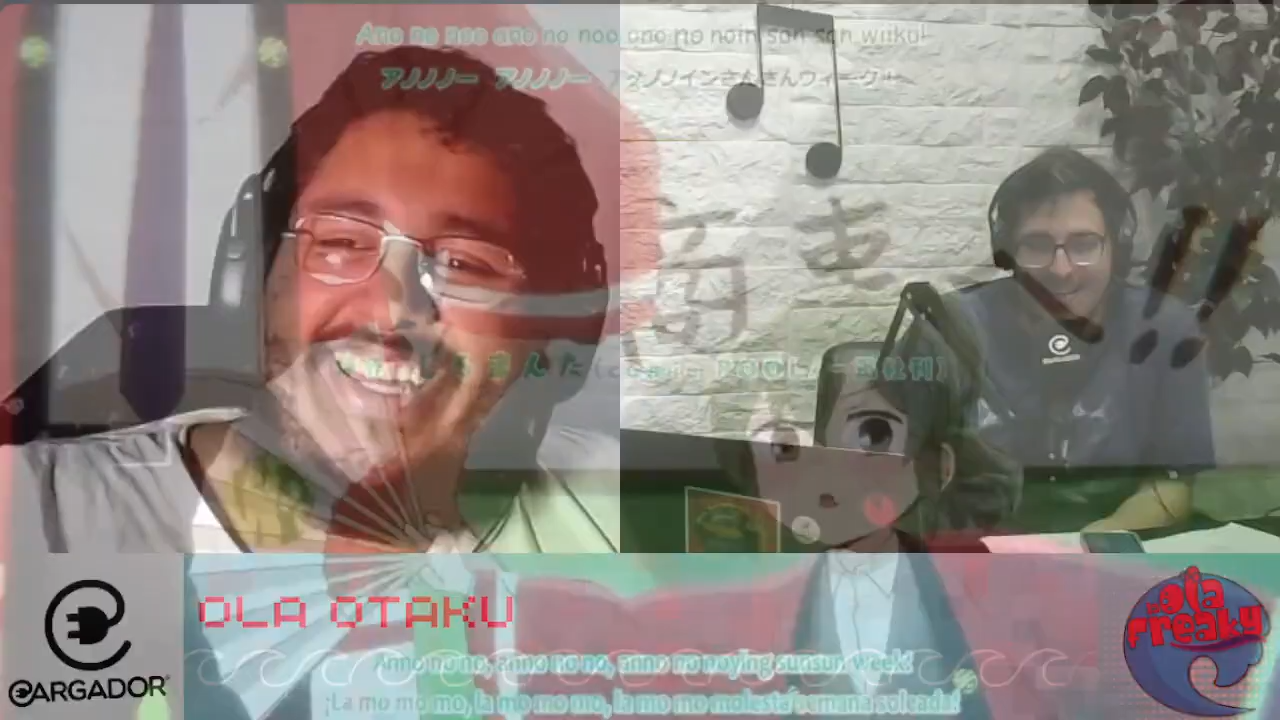 Ano no noo ano no noo ano no noin san san wiiku!
アノノノー アノノノー アノノノインさんさんウィーク!
OLA OTAKU
CARGADOR
Ola
Freaky
Anno no no, anno no no, anno no noying sunsun week!
¡La mo mo mo, la mo mo mo, la mo mo molesta semana soleada!